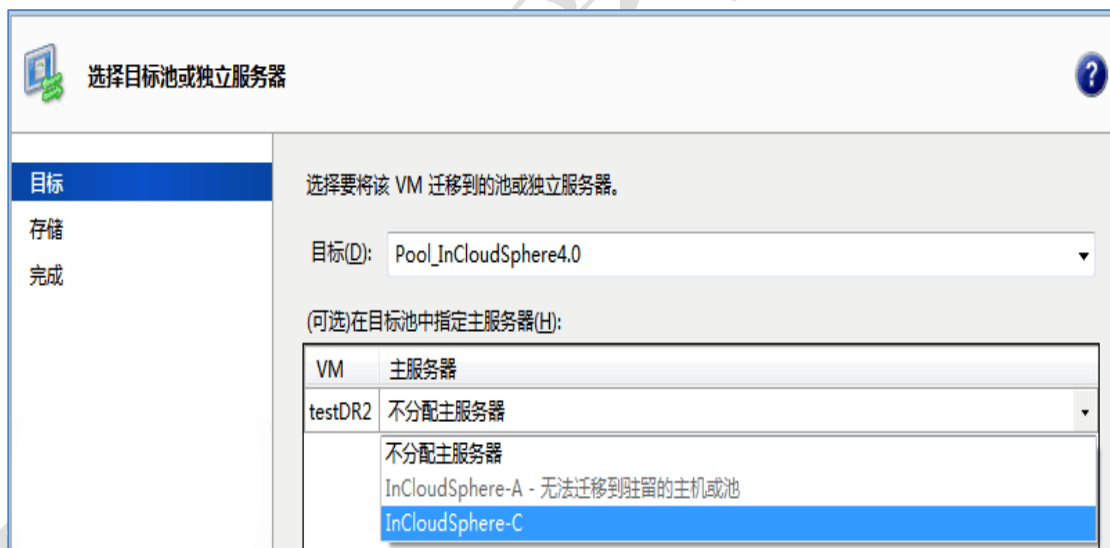 选择目标池或独立服务器
?
目标
存储
完成
选择要将该 VM 迁移到的池或独立服务器。
目标(D): Pool_InCloudSphere4.0
(可选)在目标池中指定主服务器(H):
VM 主服务器
testDR2 不分配主服务器
不分配主服务器
InCloudSphere-A - 无法迁移到驻留的主机或池
InCloudSphere-C